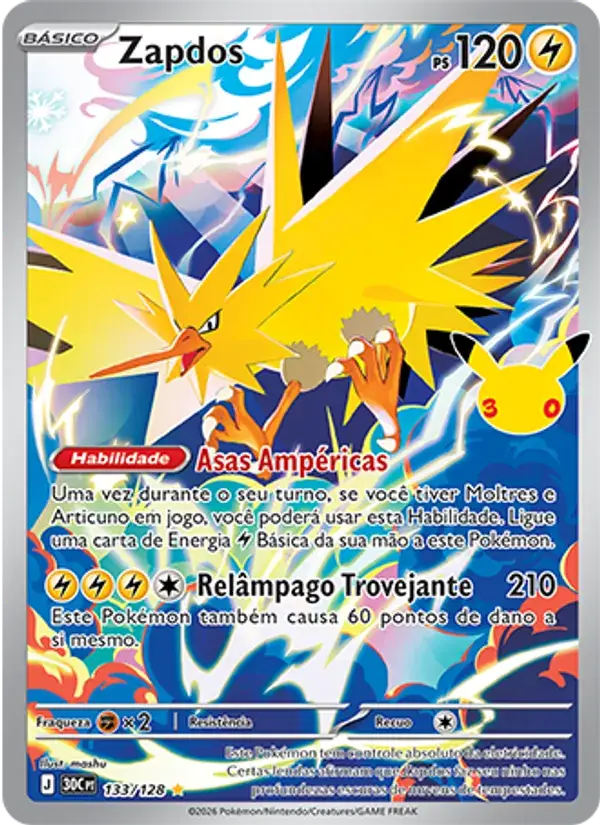 BÁSICO Zapdos PS 120
30
Habilidade Asas Ampéricas
Uma vez durante o seu turno, se você tiver Moltres e
Articuno em jogo, você poderá usar esta Habilidade. Ligue
uma carta de Energia Básica da sua mão a este Pokémon.
Relâmpago Trovejante 210
Este Pokémon também causa 60 pontos de dano a
si mesmo.
Fraqueza ×2 Resistência Recuo
Este Pokémon tem controle absoluto da eletricidade.
Ilust. mashu
Certas lendas afirmam que Zapdos faz seu ninho nas
J 30C PT 133/128
profundezas escuras de nuvens de tempestades.
©2026 Pokémon/Nintendo/Creatures/GAME FREAK